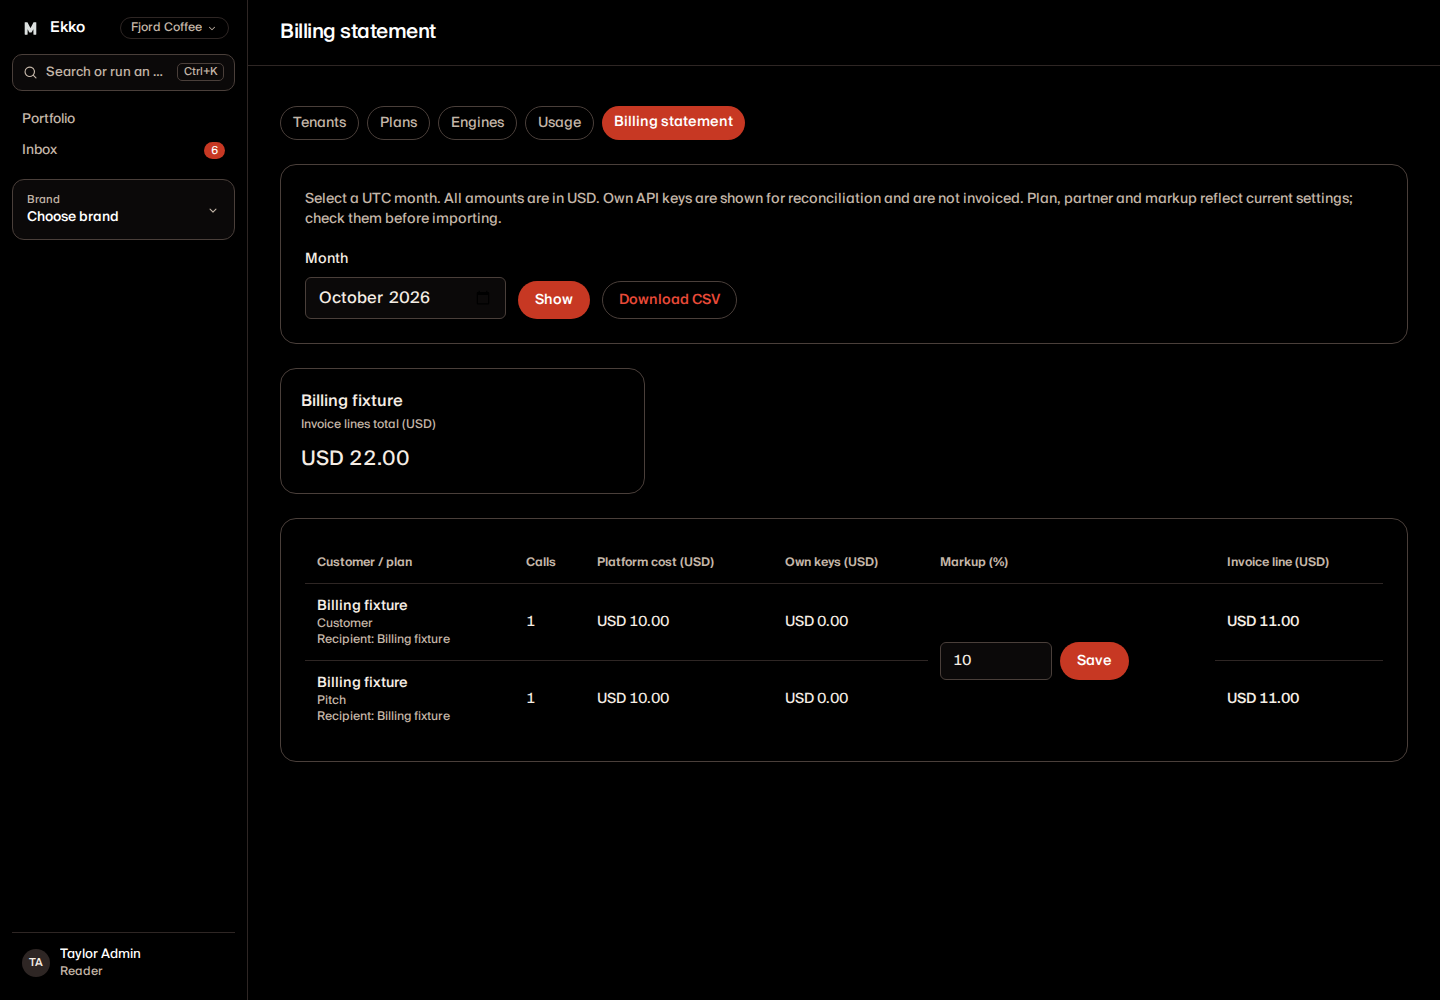 Ekko
Fjord Coffee
Search or run an ...
Ctrl+K
Portfolio
Inbox
6
Brand
Choose brand
Taylor Admin
Reader
TA
Billing statement
Tenants
Plans
Engines
Usage
Billing statement
Select a UTC month. All amounts are in USD. Own API keys are shown for reconciliation and are not invoiced. Plan, partner and markup reflect current settings;
check them before importing.
Month
October 2026
Show
Download CSV
Billing fixture
Invoice lines total (USD)
USD 22.00
Customer / plan
Calls
Platform cost (USD)
Own keys (USD)
Markup (%)
Invoice line (USD)
Billing fixture
Customer
Recipient: Billing fixture
1
USD 10.00
USD 0.00
10
Save
USD 11.00
Billing fixture
Pitch
Recipient: Billing fixture
1
USD 10.00
USD 0.00
USD 11.00